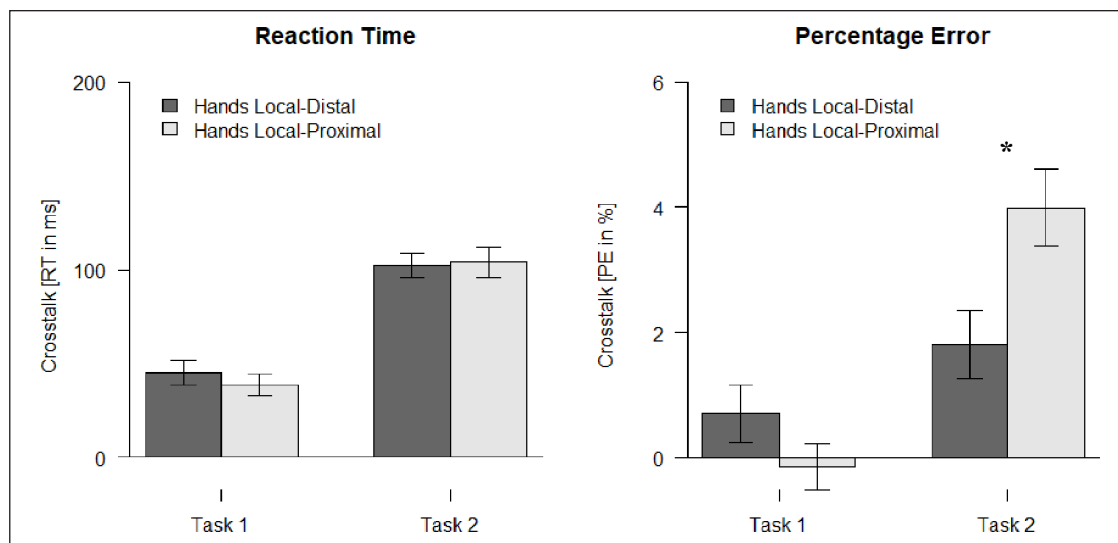 Reaction Time
200
100
0
Crosstalk [RT in ms]
Hands Local-Distal
Hands Local-Proximal
Task 1
Task 2
Percentage Error
6
4
2
0
Crosstalk [PE in %]
Hands Local-Distal
Hands Local-Proximal
*
Task 1
Task 2